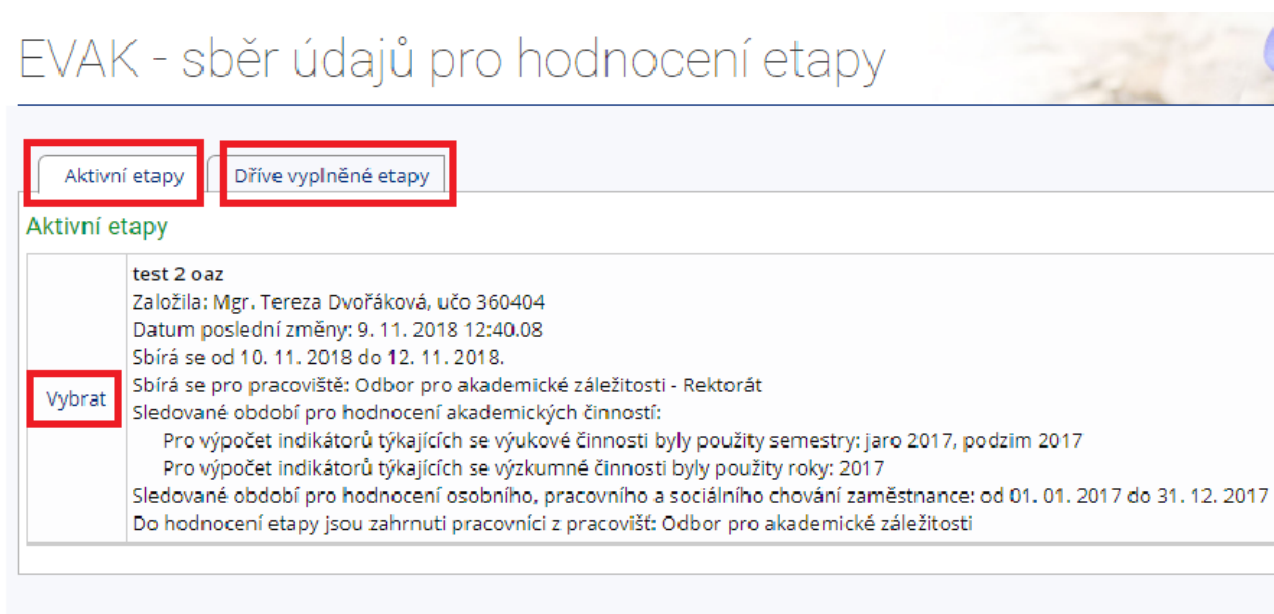 EVAK - sběr údajů pro hodnocení etapy
Aktivní etapy
Dříve vyplněné etapy
Aktivní etapy
test 2 oaz
Založila: Mgr. Tereza Dvořáková, učo 360404
Datum poslední změny: 9. 11. 2018 12:40.08
Sbírá se od 10. 11. 2018 do 12. 11. 2018.
Vybrat
Sbírá se pro pracoviště: Odbor pro akademické záležitosti - Rektorát
Sledované období pro hodnocení akademických činností:
Pro výpočet indikátorů týkajících se výukové činnosti byly použity semestry: jaro 2017, podzim 2017
Pro výpočet indikátorů týkajících se výzkumné činnosti byly použity roky: 2017
Sledované období pro hodnocení osobního, pracovního a sociálního chování zaměstnance: od 01. 01. 2017 do 31. 12. 2017
Do hodnocení etapy jsou zahrnuti pracovníci z pracovišť: Odbor pro akademické záležitosti